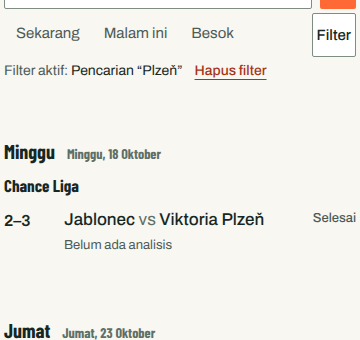 Sekarang Malam ini Besok Filter
Filter aktif: Pencarian “Plzeň” Hapus filter
Minggu Minggu, 18 Oktober
Chance Liga
2–3 Jablonec vs Viktoria Plzeň Selesai
Belum ada analisis
Jumat Jumat, 23 Oktober